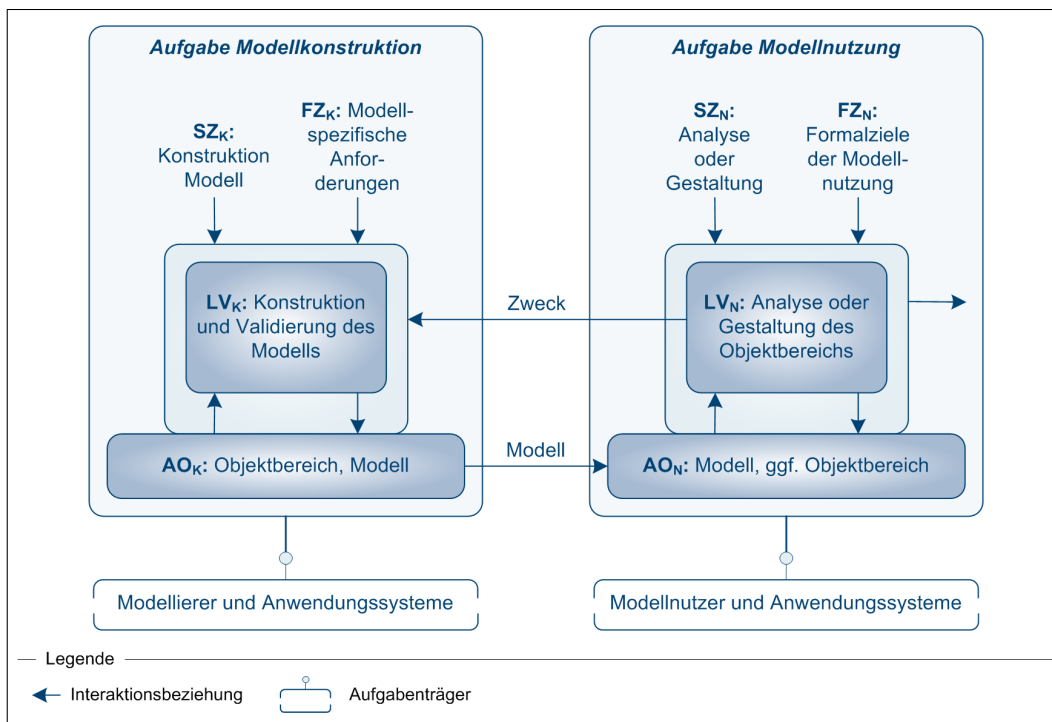 Aufgabe Modellkonstruktion
SZK:
Konstruktion
Modell
FZK: Modell-
spezifische
Anfor-
derungen
LVK: Konstruktion
und Validierung des
Modells
AOK: Objektbereich, Modell
Modellierer und Anwendungssysteme
Zweck
Modell
Aufgabe Modellnutzung
SZN:
Analyse
oder
Gestaltung
FZN:
Formalziele
der Modell-
nutzung
LVN: Analyse oder
Gestaltung des
Objektbereichs
AON: Modell, ggf. Objektbereich
Modellnutzer und Anwendungssysteme
Legende
Interaktionsbeziehung
Aufgabenträger